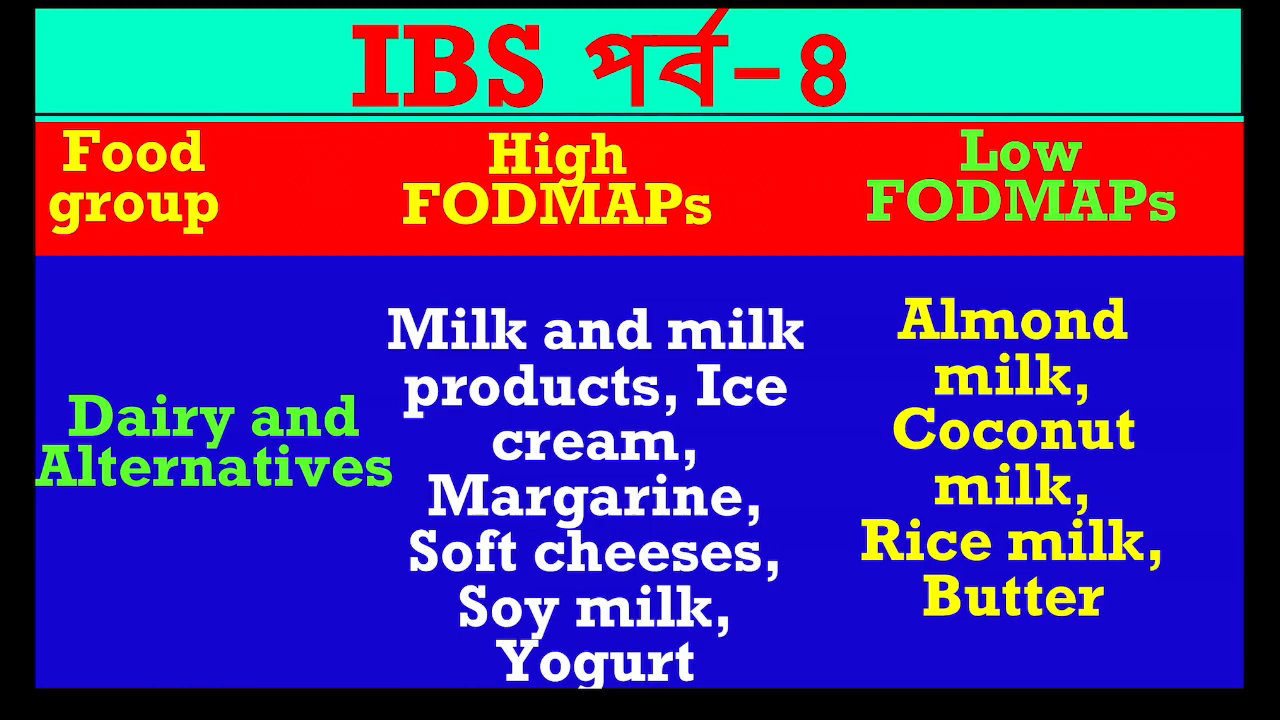 IBS পর্ব-৪
Food
group
High
FODMAPs
Low
FODMAPs
Dairy and
Alternatives
Milk and milk
products, Ice
cream,
Margarine,
Soft cheeses,
Soy milk,
Yogurt
Almond
milk,
Coconut
milk,
Rice milk,
Butter